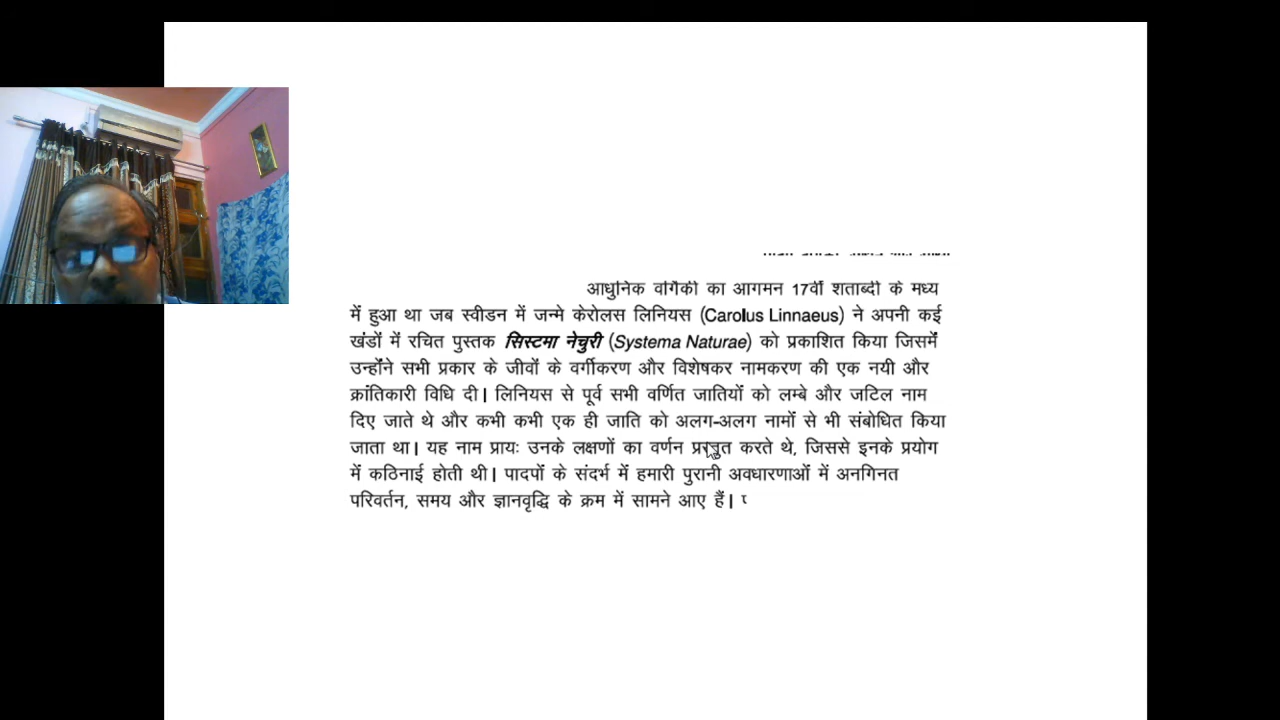 आधुनिक वर्गिकी का आगमन 17वीं शताब्दी के मध्य
में हुआ था जब स्वीडन में जन्मे केरोलस लिनियस (Carolus Linnaeus) ने अपनी कई
खंडों में रचित पुस्तक सिस्टमा नेचुरी (Systema Naturae) को प्रकाशित किया जिसमें
उन्होंने सभी प्रकार के जीवों के वर्गीकरण और विशेषकर नामकरण की एक नयी और
क्रांतिकारी विधि दी। लिनियस से पूर्व सभी वर्णित जातियों को लम्बे और जटिल नाम
दिए जाते थे और कभी कभी एक ही जाति को अलग-अलग नामों से भी संबोधित किया
जाता था। यह नाम प्रायः उनके लक्षणों का वर्णन प्रस्तुत करते थे, जिससे इनके प्रयोग
में कठिनाई होती थी। पादपों के संदर्भ में हमारी पुरानी अवधारणाओं में अनगिनत
परिवर्तन, समय और ज्ञानवृद्धि के क्रम में सामने आए हैं।